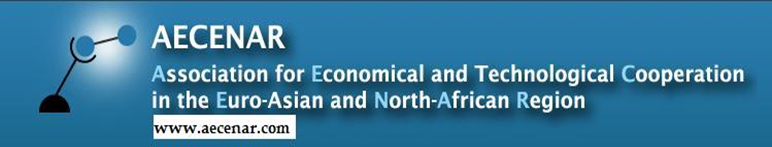 AECENAR
Association for Economical and Technological Cooperation
in the Euro-Asian and North-African Region
www.aecenar.com